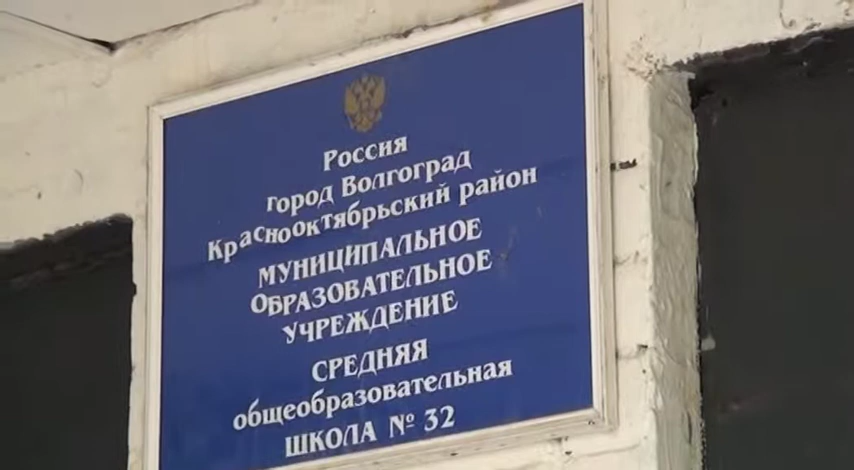 Россия
город Волгоград
Краснооктябрьский район
МУНИЦИПАЛЬНОЕ
ОБРАЗОВАТЕЛЬНОЕ
УЧРЕЖДЕНИЕ
СРЕДНЯЯ
общеобразовательная
ШКОЛА № 32